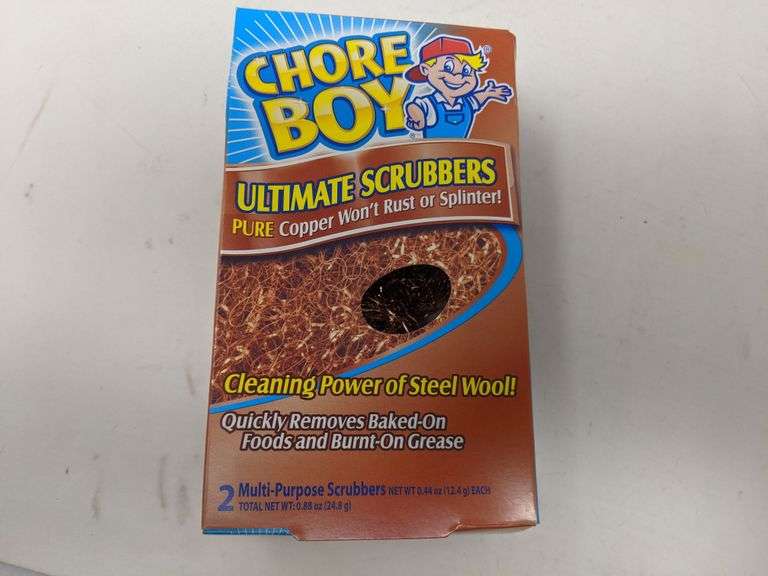 CHORE
BOY
®
®
ULTIMATE SCRUBBERS
PURE Copper Won't Rust or Splinter!
Cleaning Power of Steel Wool!
Quickly Removes Baked-On
Foods and Burnt-On Grease
2 Multi-Purpose Scrubbers NET WT 0.44 oz (12.4 g) EACH
TOTAL NET WT: 0.88 oz (24.8 g)